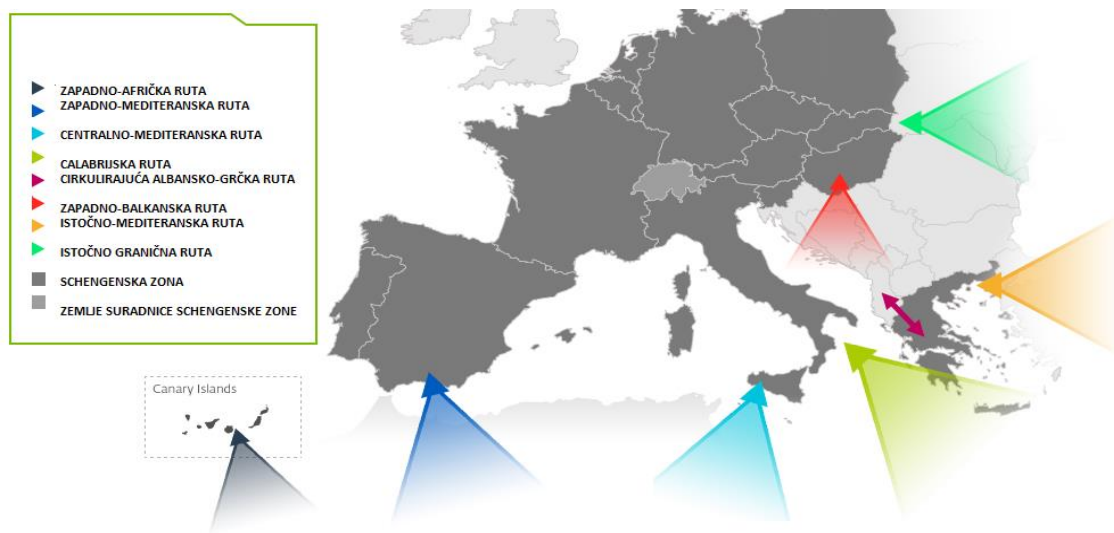 ZAPADNO-AFRIČKA RUTA
ZAPADNO-MEDITERANSKA RUTA
CENTRALNO-MEDITERANSKA RUTA
CALABRIJSKA RUTA
CIRKULIRAJUĆA ALBANSKO-GRČKA RUTA
ZAPADNO-BALKANSKA RUTA
ISTOČNO-MEDITERANSKA RUTA
ISTOČNO GRANIČNA RUTA
SCHENGENSKA ZONA
ZEMLJE SURADNICE SCHENGENSKE ZONE
Canary Islands